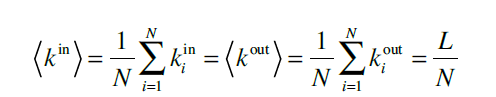 ⟨k^in⟩ = 1/N ∑_{i=1}^{N} k_i^in = ⟨k^out⟩ = 1/N ∑_{i=1}^{N} k_i^out = L/N